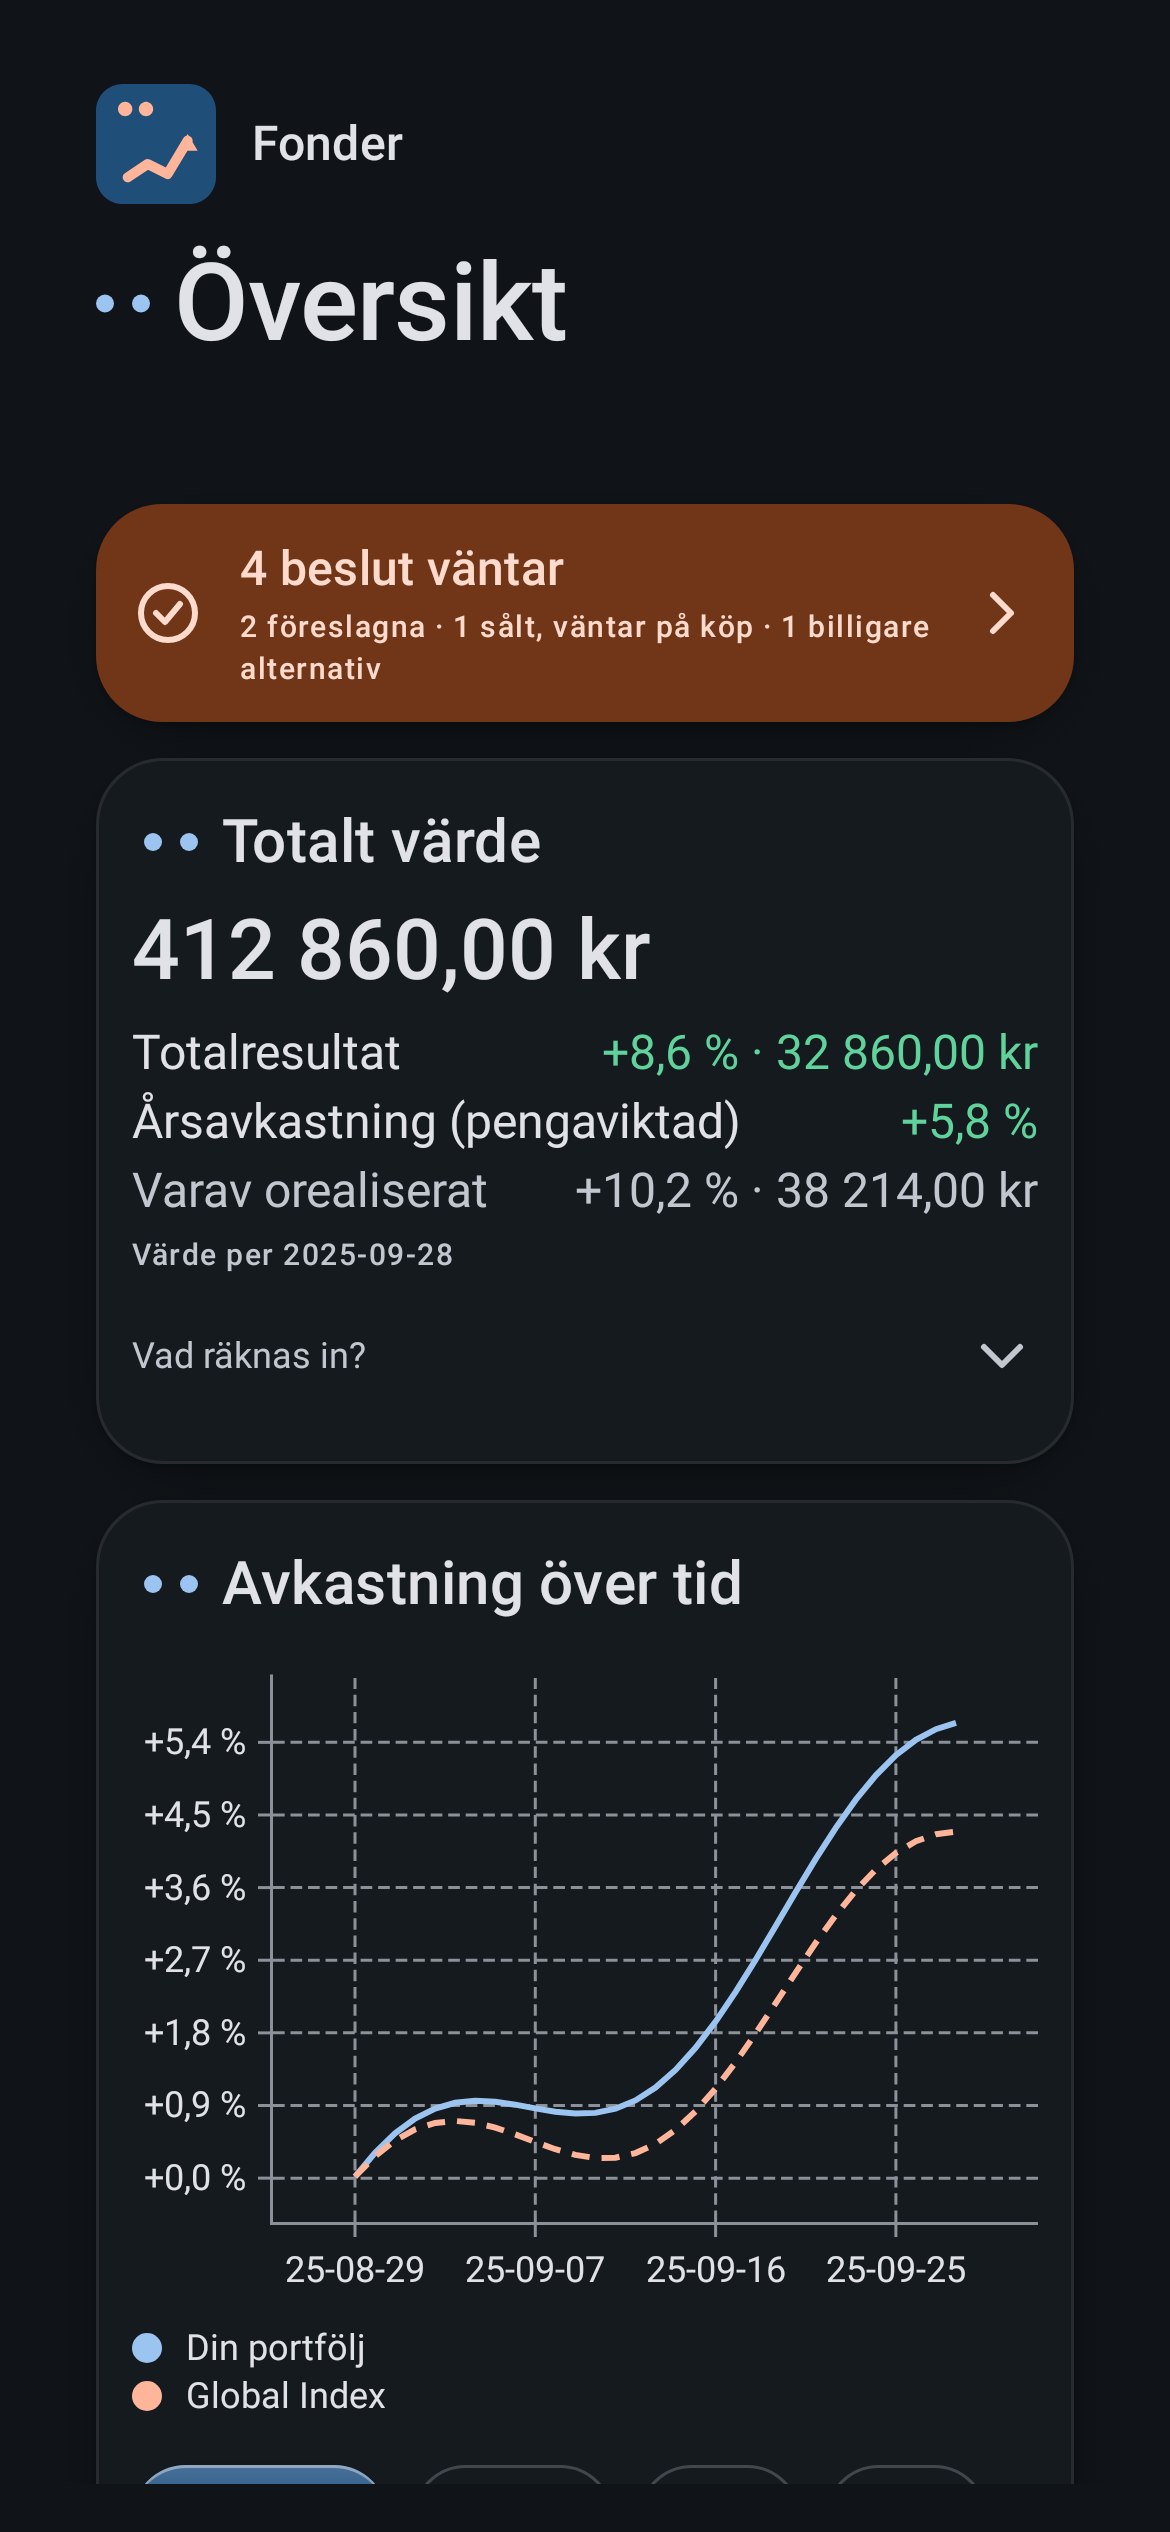 Fonder
Översikt
4 beslut väntar
2 föreslagna · 1 sålt, väntar på köp · 1 billigare
alternativ
Totalt värde
412 860,00 kr
Totalresultat +8,6 % · 32 860,00 kr
Årsavkastning (pengaviktad) +5,8 %
Varav orealiserat +10,2 % · 38 214,00 kr
Värde per 2025-09-28
Vad räknas in?
Avkastning över tid
+5,4 %
+4,5 %
+3,6 %
+2,7 %
+1,8 %
+0,9 %
+0,0 %
25-08-29 25-09-07 25-09-16 25-09-25
Din portfölj
Global Index